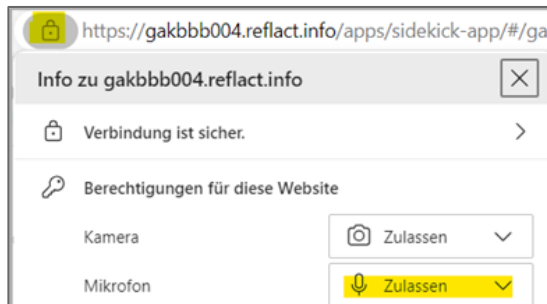 https://gakbbb004.reflact.info/apps/sidekick-app/#/ga
Info zu gakbbb004.reflact.info
Verbindung ist sicher.
Berechtigungen für diese Website
Kamera Zulassen
Mikrofon Zulassen